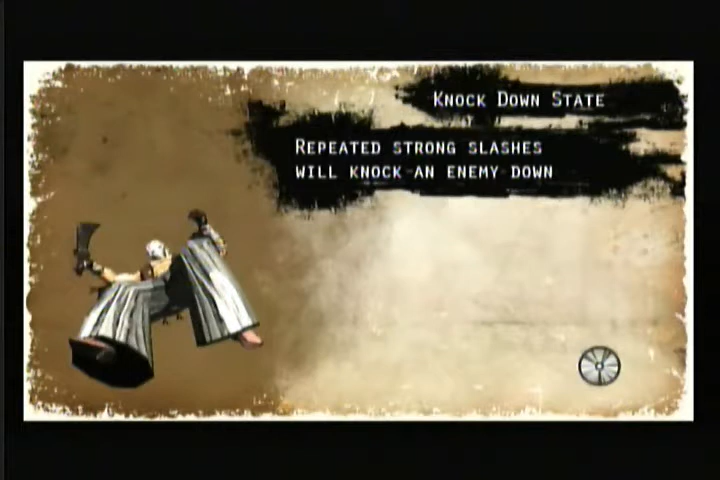 Knock Down State
Repeated strong slashes
will knock an enemy down